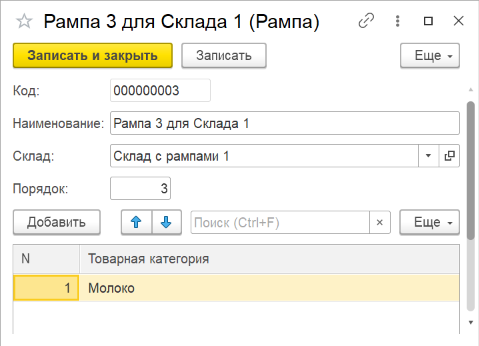 Рампа 3 для Склада 1 (Рампа)
Записать и закрыть Записать Еще
Код: 000000003
Наименование: Рампа 3 для Склада 1
Склад: Склад с рампами 1
Порядок: 3
Добавить Поиск (Ctrl+F) × Еще
N Товарная категория
1 Молоко